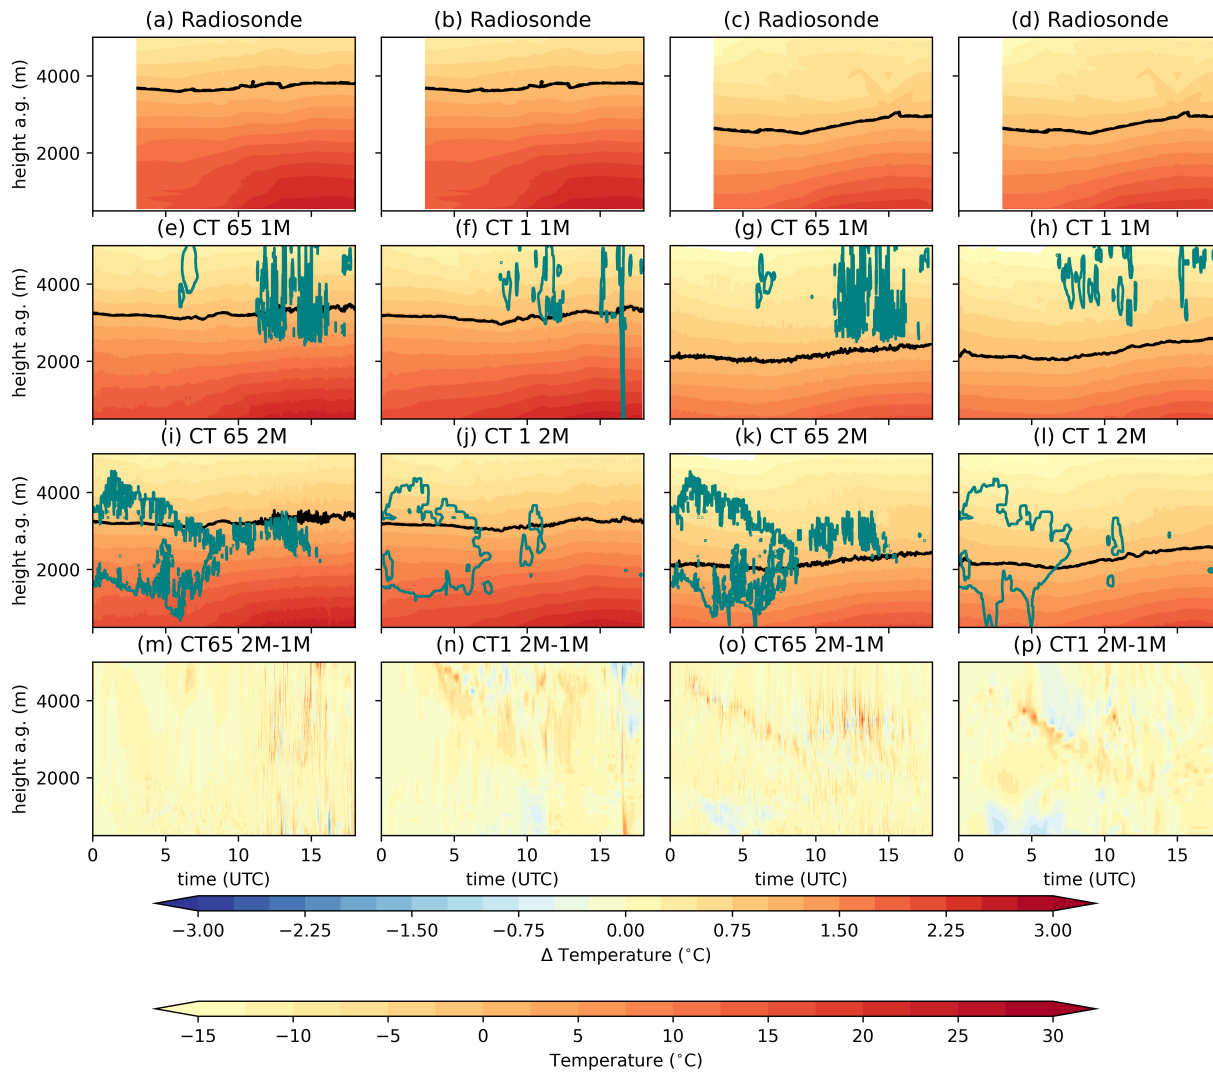 (a) Radiosonde (b) Radiosonde (c) Radiosonde (d) Radiosonde
4000
2000
height a.g. (m)
(e) CT 65 1M (f) CT 1 1M (g) CT 65 1M (h) CT 1 1M
4000
2000
height a.g. (m)
(i) CT 65 2M (j) CT 1 2M (k) CT 65 2M (l) CT 1 2M
4000
2000
height a.g. (m)
(m) CT65 2M-1M (n) CT1 2M-1M (o) CT65 2M-1M (p) CT1 2M-1M
4000
2000
height a.g. (m)
0 5 10 15 0 5 10 15 0 5 10 15 0 5 10 15
time (UTC) time (UTC) time (UTC) time (UTC)
−3.00 −2.25 −1.50 −0.75 0.00 0.75 1.50 2.25 3.00
Δ Temperature (°C)
−15 −10 −5 0 5 10 15 20 25 30
Temperature (°C)